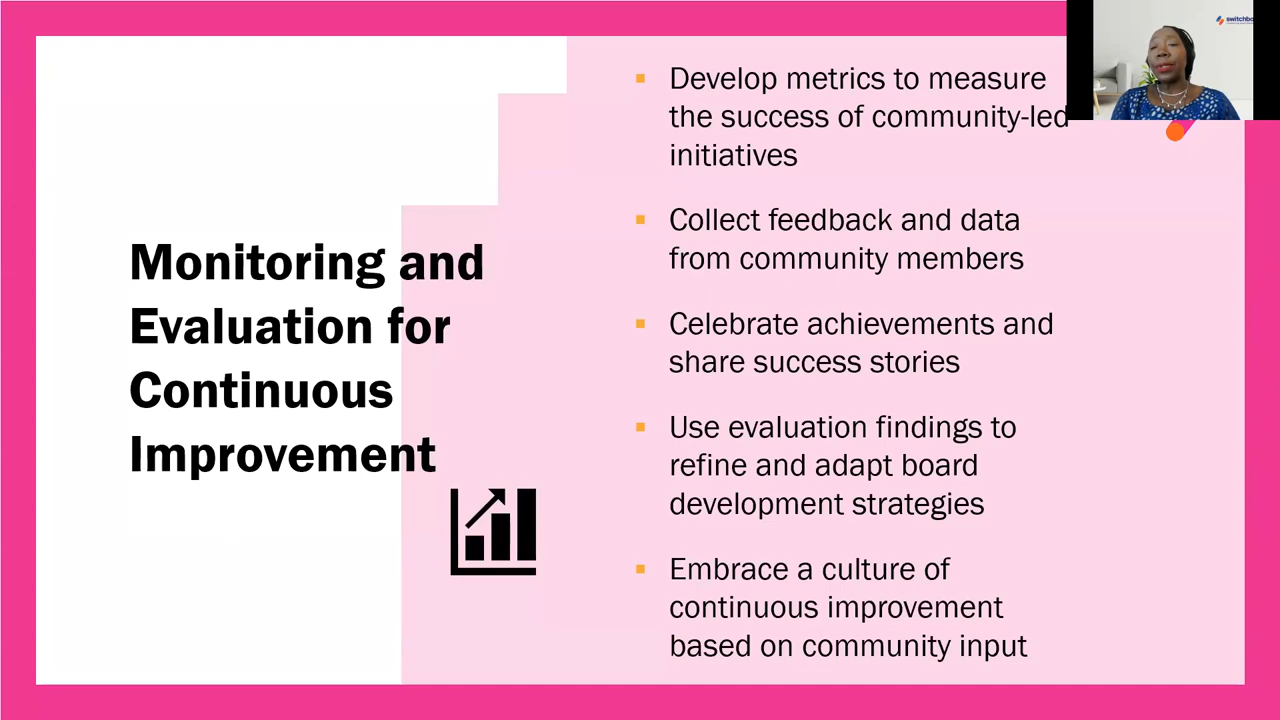 Monitoring and
Evaluation for
Continuous
Improvement
Develop metrics to measure
the success of community-led
initiatives
Collect feedback and data
from community members
Celebrate achievements and
share success stories
Use evaluation findings to
refine and adapt board
development strategies
Embrace a culture of
continuous improvement
based on community input